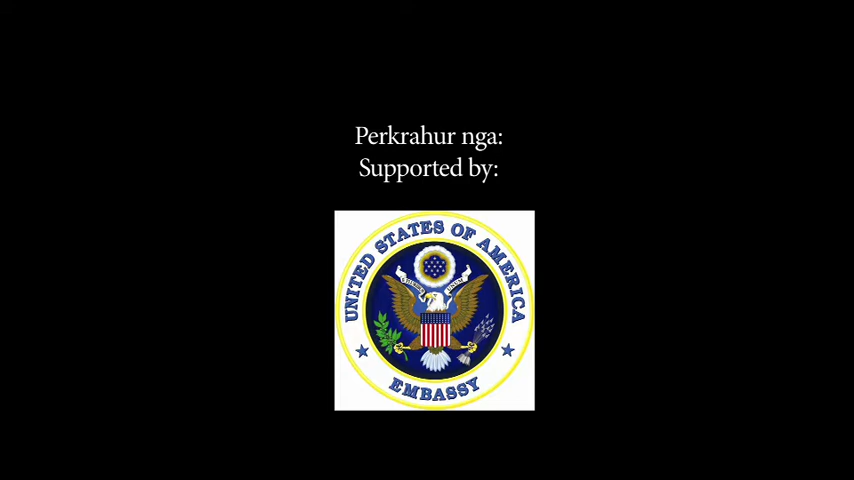 Perkrahur nga:
Supported by:
UNITED STATES OF AMERICA
EMBASSY